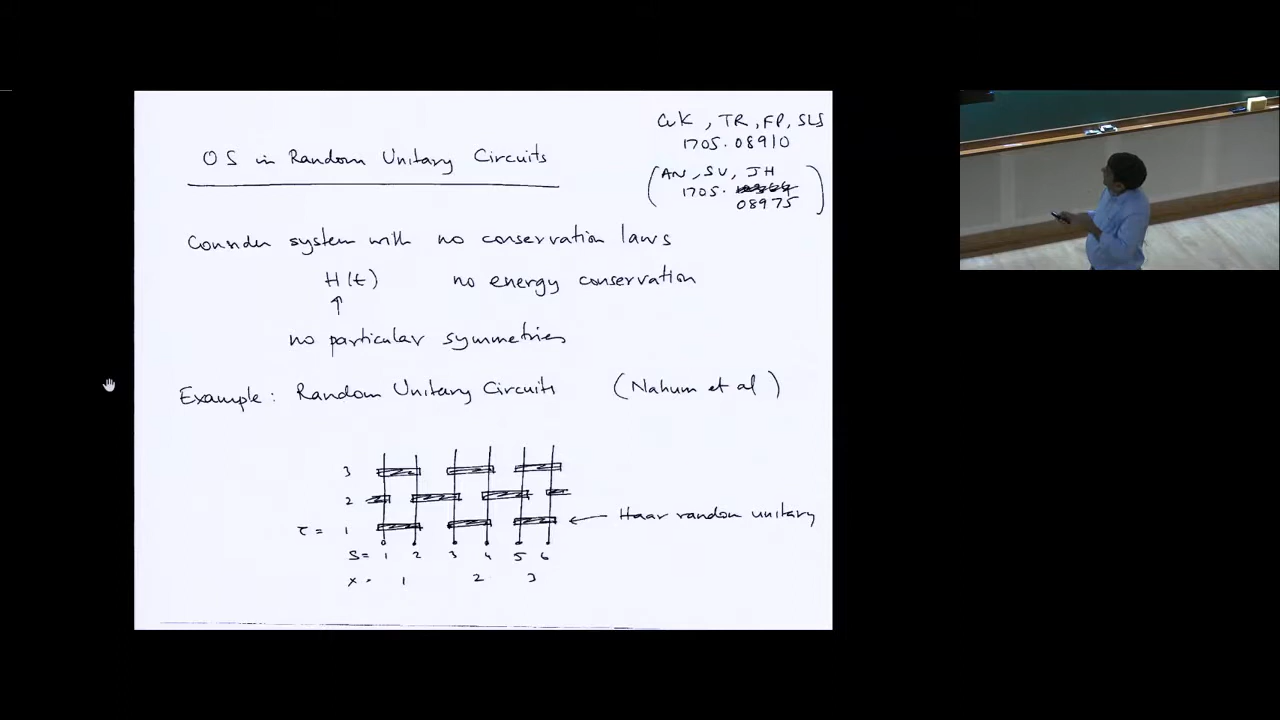 CvK, TR, FP, SLS
1705.08910
OS in Random Unitary Circuits
(AN, SV, JH
1705.
08975)
Consider system with no conservation laws
H(t) no energy conservation
↑
no particular symmetries
Example: Random Unitary Circuits (Nahum et al)
3
2
τ = 1 ← Haar random unitary
S = 1 2 3 4 5 6
x = 1 2 3